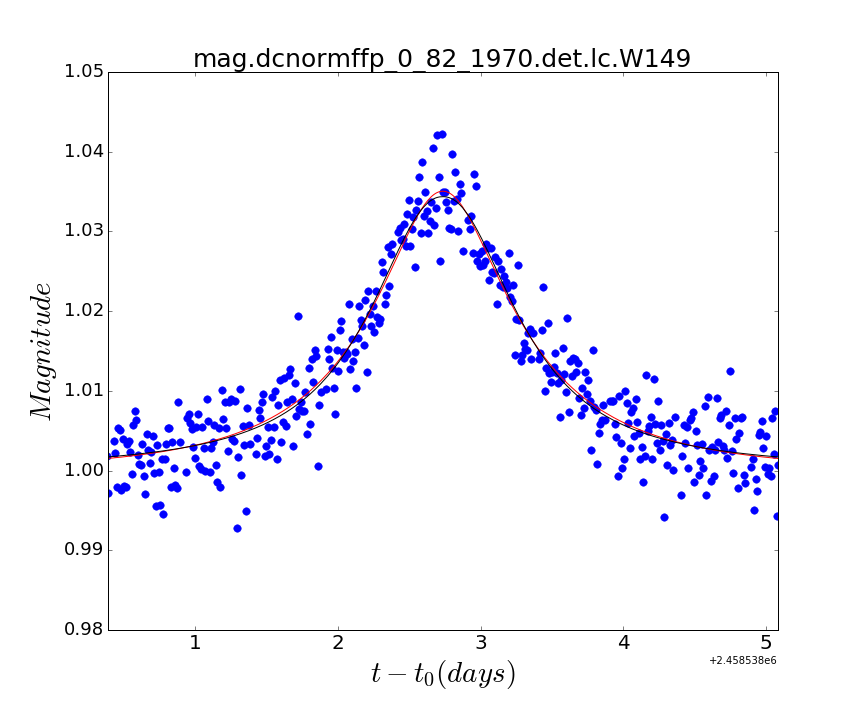 mag.dcnormffp_0_82_1970.det.lc.W149
1.05
1.04
1.03
1.02
1.01
1.00
0.99
0.98
Magnitude
1 2 3 4 5
+2.458538e6
t − t₀(days)